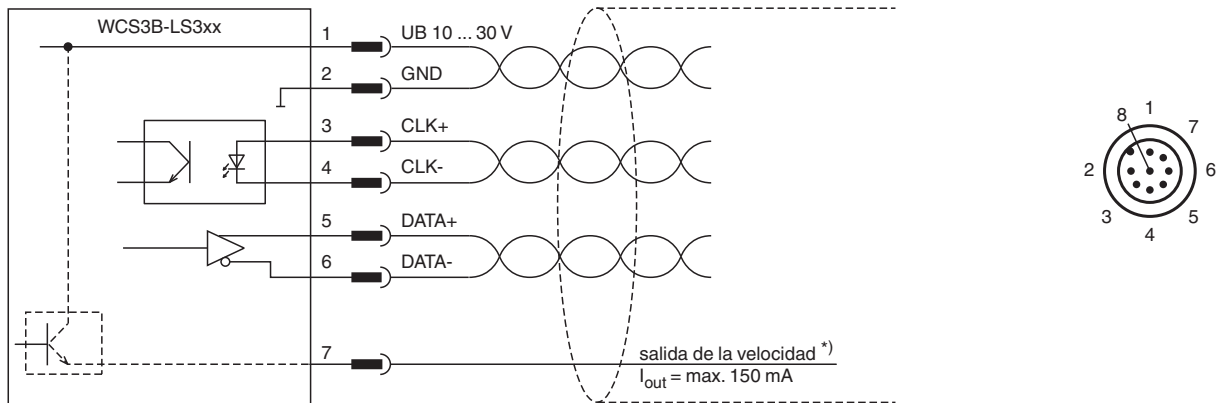 WCS3B-LS3xx
1 UB 10 ... 30 V
2 GND
3 CLK+
4 CLK-
5 DATA+
6 DATA-
7 salida de la velocidad *)
I_out = max. 150 mA
8 1 7
2 6
3 5
4